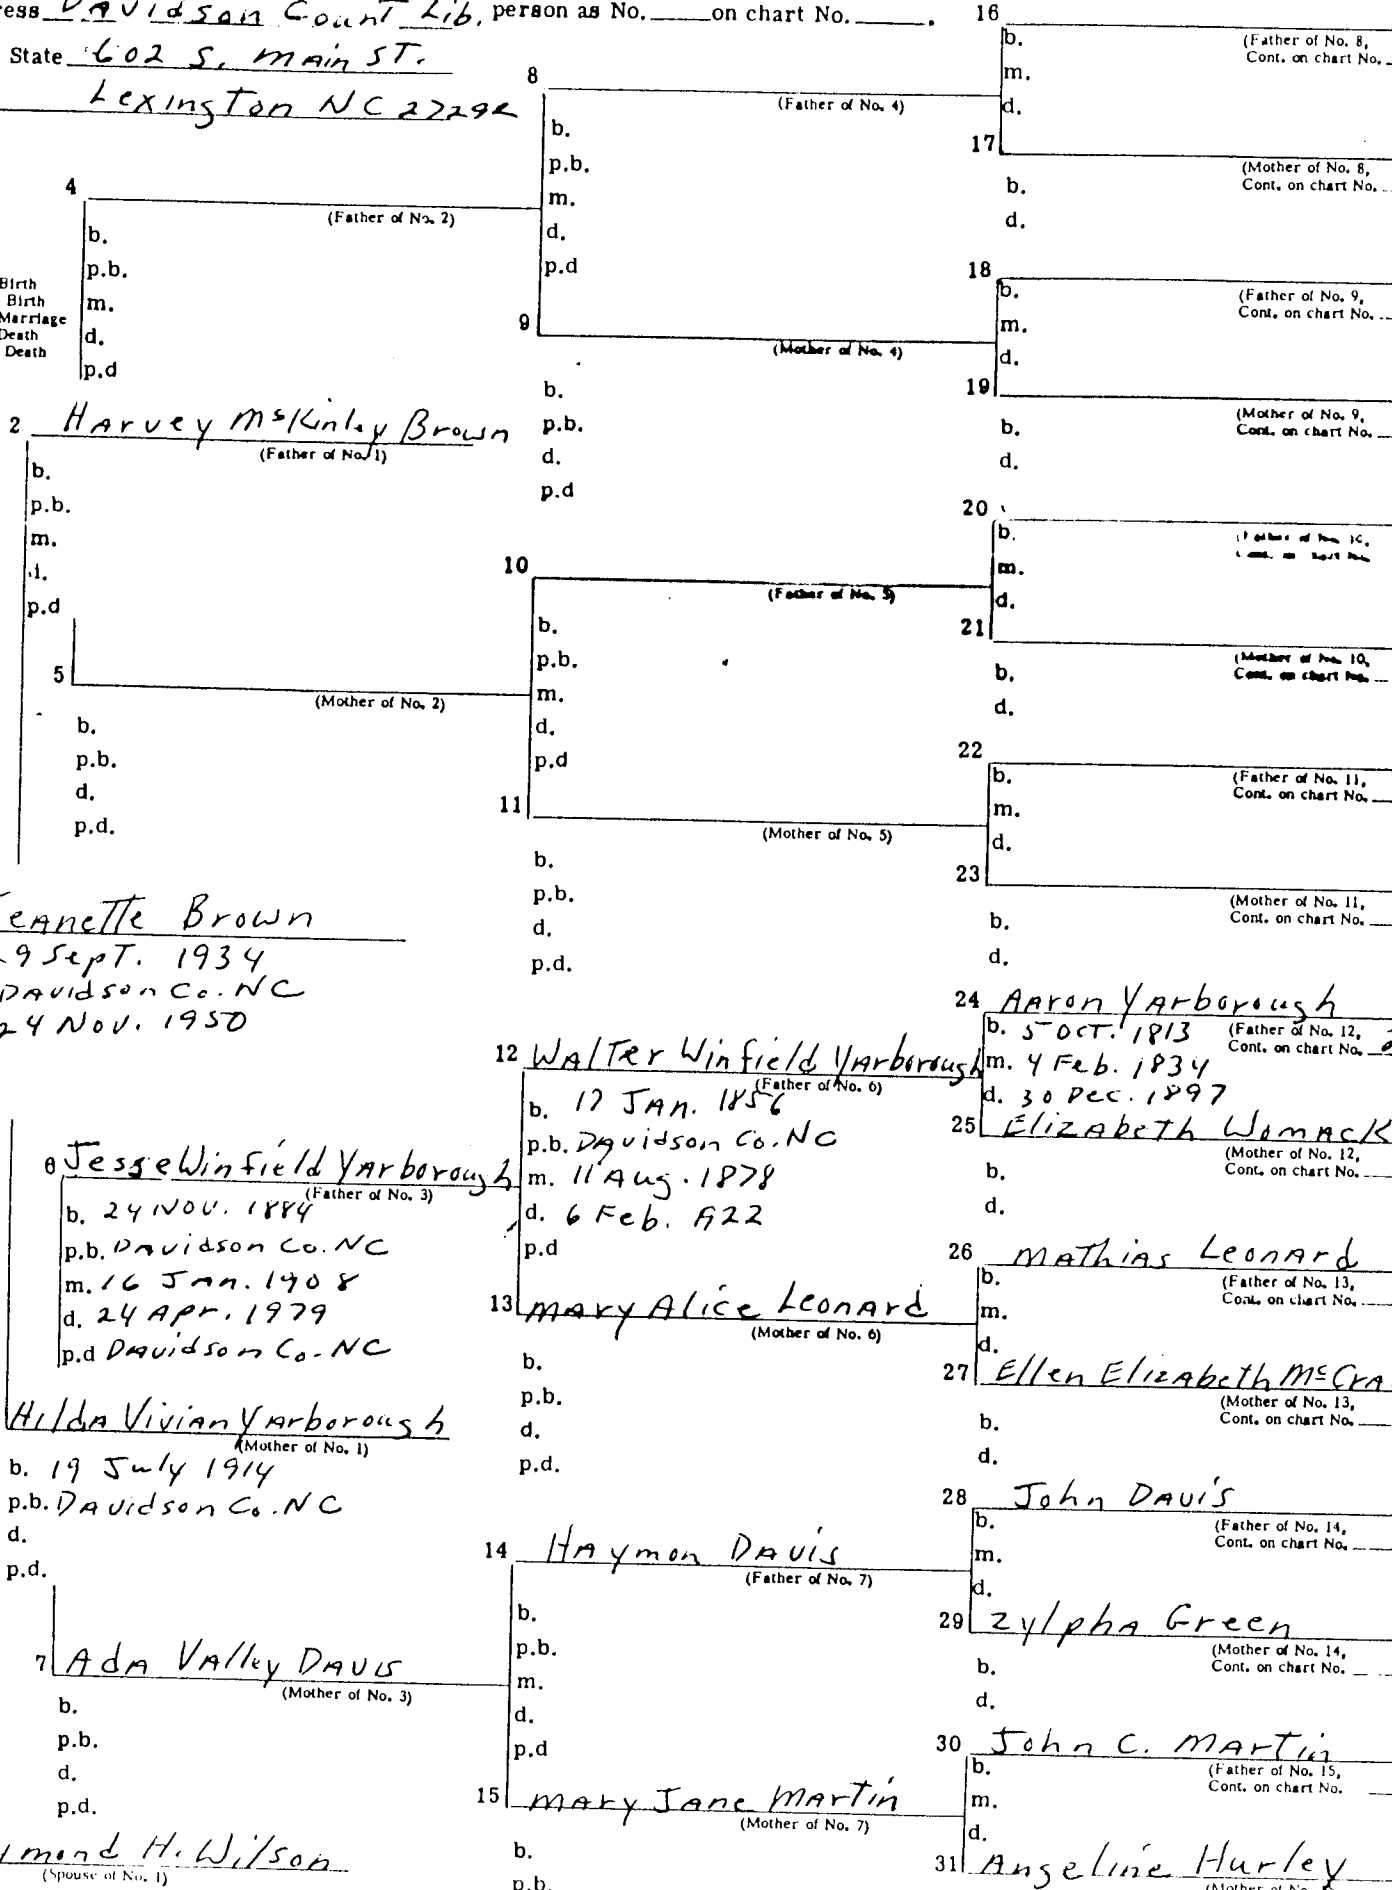 Davidson Count Lib. person as No. ____ on chart No. ____.
State 602 S. Main ST.
Lexington NC
16
b.
(Father of No. 8,
Cont. on chart No.
m.
d.
8
(Father of No. 4)
b.
p.b.
m.
d.
p.d
17
(Mother of No. 8,
Cont. on chart No.
b.
d.
4
(Father of No. 2)
b.
p.b.
m.
d.
p.d
Birth
Birth
Marriage
Death
Death
18
b.
(Father of No. 9,
Cont. on chart No.
m.
d.
9
(Mother of No. 4)
b.
p.b.
d.
p.d
19
(Mother of No. 9,
Cont. on chart No.
b.
d.
2 Harvey McKinley Brown
(Father of No. 1)
b.
p.b.
m.
d.
p.d
20
b.
m.
d.
10
(Father of No. 5)
b.
p.b.
m.
d.
p.d
21
(Mother of No. 10,
Cont. on chart No.
b.
d.
5
(Mother of No. 2)
b.
p.b.
d.
p.d.
22
b.
(Father of No. 11,
Cont. on chart No.
m.
d.
11
(Mother of No. 5)
b.
p.b.
d.
p.d.
23
(Mother of No. 11,
Cont. on chart No.
b.
d.
eanette Brown
9 Sept. 1934
Davidson Co. NC
24 Nov. 1950
24 Aaron Yarborough
b. 5 Oct. 1813
(Father of No. 12,
Cont. on chart No.
m. 4 Feb. 1834
d. 30 Dec. 1897
12 Walter Winfield Yarborough
(Father of No. 6)
b. 17 Jan. 1856
p.b. Davidson Co. NC
m. 11 Aug. 1878
d. 6 Feb. 1922
p.d
25 Elizabeth Womack
(Mother of No. 12,
Cont. on chart No.
b.
d.
6 Jesse Winfield Yarborough
(Father of No. 3)
b. 24 Nov. 1884
p.b. Davidson Co. NC
m. 16 Jan. 1908
d. 24 Apr. 1979
p.d Davidson Co. NC
26 Mathias Leonard
b.
(Father of No. 13,
Cont. on chart No.
m.
d.
13 Mary Alice Leonard
(Mother of No. 6)
b.
p.b.
d.
p.d.
27 Ellen Elizabeth McCra
(Mother of No. 13,
Cont. on chart No.
b.
d.
Hilda Vivian Yarborough
(Mother of No. 1)
b. 19 July 1914
p.b. Davidson Co. NC
d.
p.d.
28 John Davis
b.
(Father of No. 14,
Cont. on chart No.
m.
d.
14 Haymon Davis
(Father of No. 7)
b.
p.b.
m.
d.
p.d
29 Zylpha Green
(Mother of No. 14,
Cont. on chart No.
b.
d.
7 Ada Valley Davis
(Mother of No. 3)
b.
p.b.
d.
p.d.
30 John C. Martin
b.
(Father of No. 15,
Cont. on chart No.
m.
d.
15 Mary Jane Martin
(Mother of No. 7)
b.
p.b.
31 Angeline Hurley
ymond H. Wilson
(Spouse of No. 1)